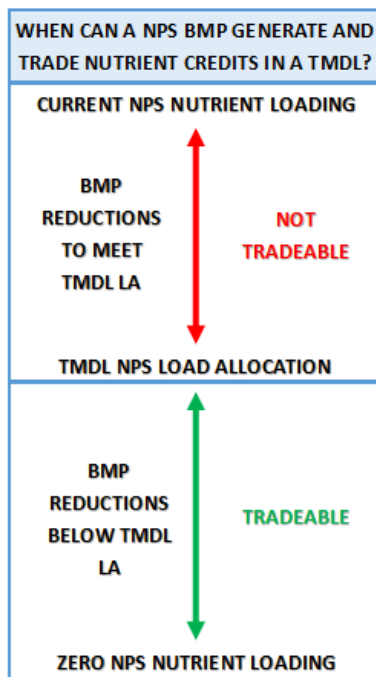 WHEN CAN A NPS BMP GENERATE AND
TRADE NUTRIENT CREDITS IN A TMDL?
CURRENT NPS NUTRIENT LOADING
BMP
REDUCTIONS
TO MEET
TMDL LA
NOT
TRADEABLE
TMDL NPS LOAD ALLOCATION
BMP
REDUCTIONS
BELOW TMDL
LA
TRADEABLE
ZERO NPS NUTRIENT LOADING